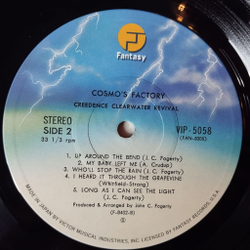 F
Fantasy
COSMO'S FACTORY
CREEDENCE CLEARWATER REVIVAL
STEREO
SIDE 2
33 1/3 rpm
VIP-5058
1. UP AROUND THE BEND (J.C. Fogerty)
2. MY BABY LEFT ME (A. Crudup)
3. WHO'LL STOP THE RAIN (J.C. Fogerty)
4. I HEARD IT THROUGH THE GRAPEVINE
(Whitfield-Strong)
5. LONG AS I CAN SEE THE LIGHT
(J.C. Fogerty)
Produced & Arranged by John C. Fogerty
(F-8402-B)
MADE IN JAPAN BY VICTOR MUSICAL INDUSTRIES, INC. LICENSED BY FANTASY RECORDS, U.S.A.